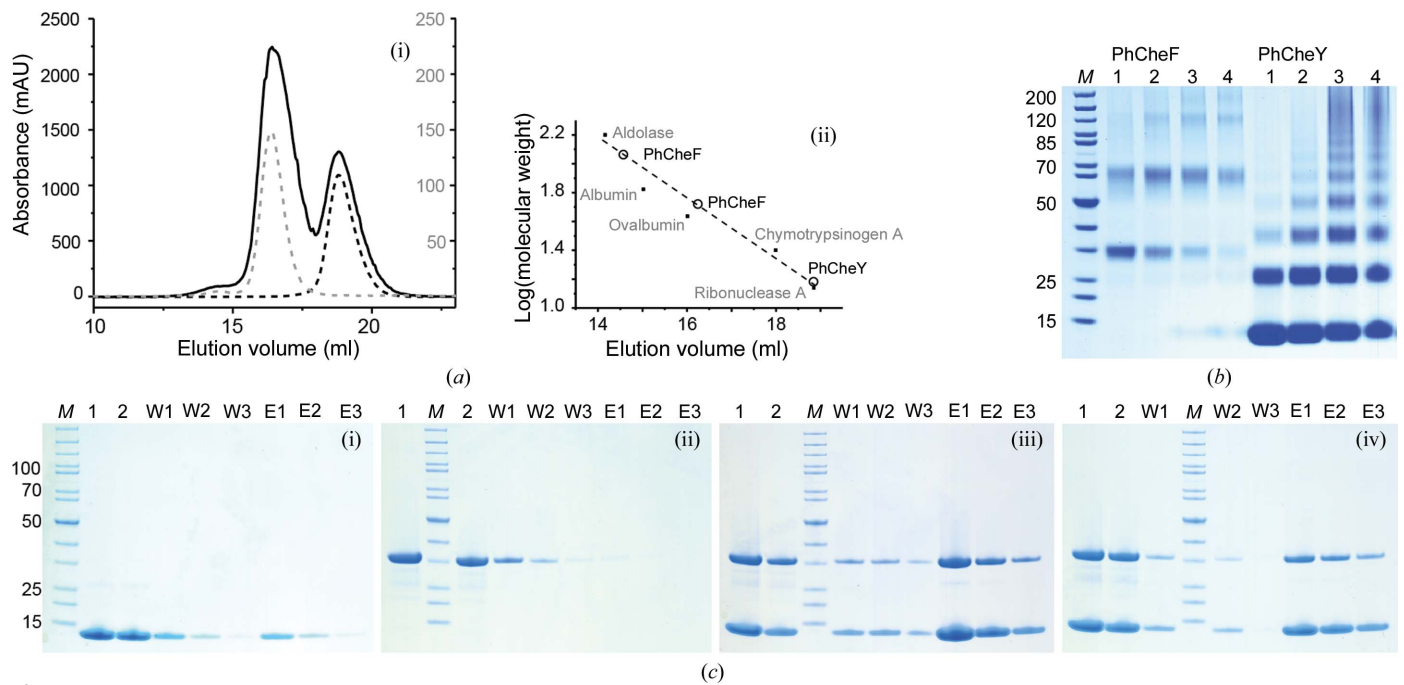 2500
2000
1500
1000
500
0
Absorbance (mAU)
250
200
150
100
50
(i)
10 15 20
Elution volume (ml)
2.2
1.8
1.4
1.0
Log(molecular weight)
(ii)
Aldolase
PhCheF
Albumin
PhCheF
Ovalbumin
Chymotrypsinogen A
PhCheY
Ribonuclease A
14 16 18
Elution volume (ml)
(a)
PhCheF PhCheY
M 1 2 3 4 1 2 3 4
200
120
85
70
50
25
15
(b)
M 1 2 W1 W2 W3 E1 E2 E3
(i)
100
70
50
25
15
1 M 2 W1 W2 W3 E1 E2 E3
(ii)
1 2 M W1 W2 W3 E1 E2 E3
(iii)
1 2 W1 M W2 W3 E1 E2 E3
(iv)
(c)